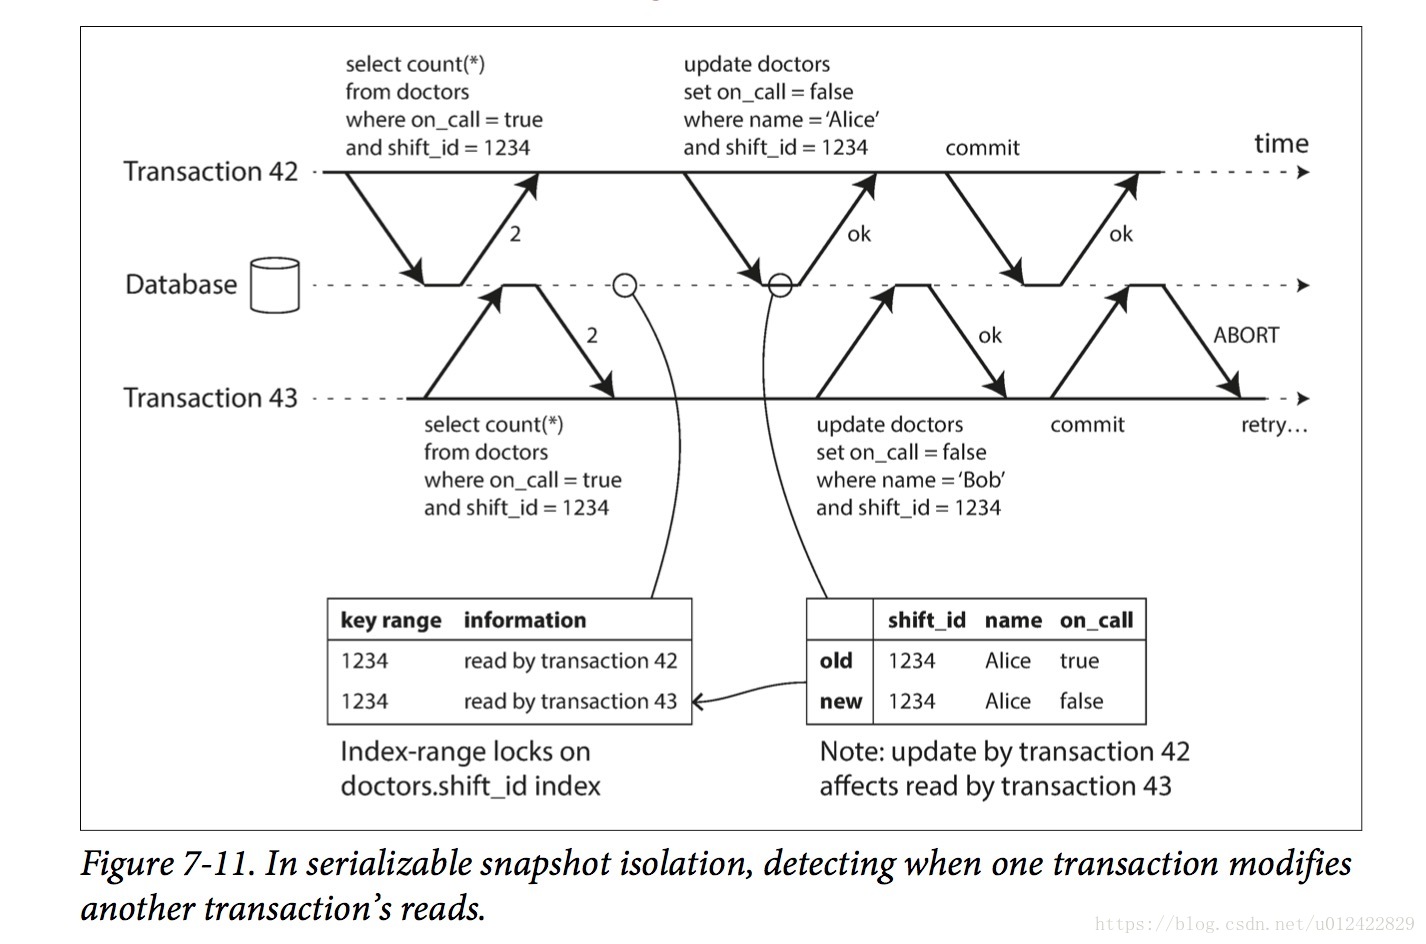 select count(*)
from doctors
where on_call = true
and shift_id = 1234
update doctors
set on_call = false
where name = ‘Alice’
and shift_id = 1234
commit
time
Transaction 42
2
ok
ok
Database
2
ok
ABORT
Transaction 43
select count(*)
from doctors
where on_call = true
and shift_id = 1234
update doctors
set on_call = false
where name = ‘Bob’
and shift_id = 1234
commit
retry…
key range information
1234 read by transaction 42
1234 read by transaction 43
Index-range locks on
doctors.shift_id index
shift_id name on_call
old 1234 Alice true
new 1234 Alice false
Note: update by transaction 42
affects read by transaction 43
Figure 7-11. In serializable snapshot isolation, detecting when one transaction modifies
another transaction’s reads.
https://blog.csdn.net/u012422829